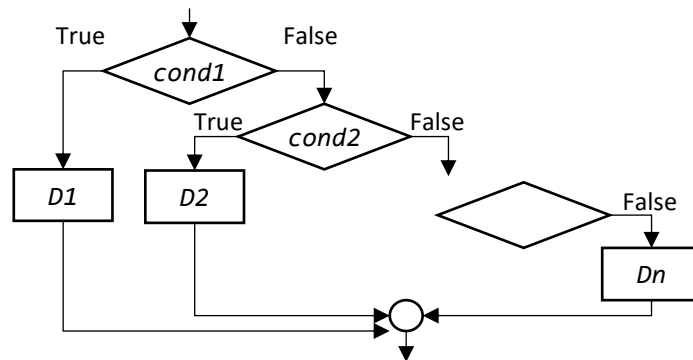 True
False
cond1
True
cond2
False
D1
D2
False
Dn